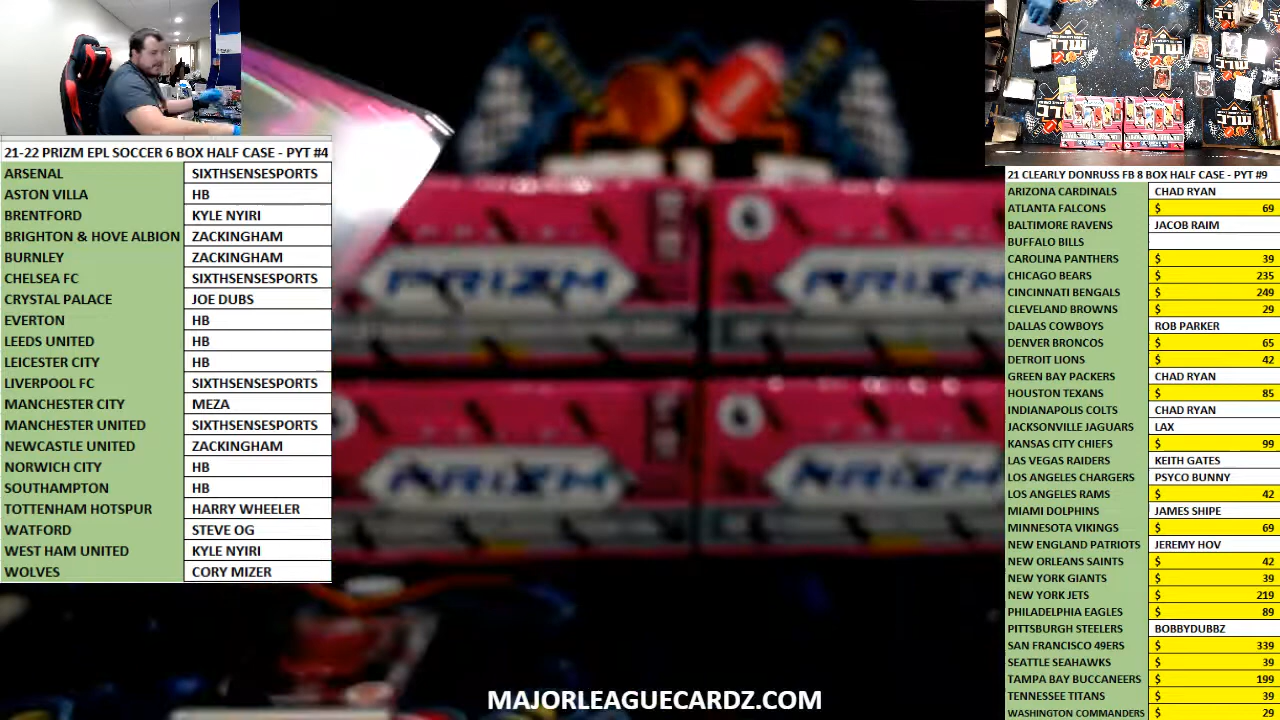 21-22 PRIZM EPL SOCCER 6 BOX HALF CASE - PYT #4
ARSENAL SIXTHSENSESPORTS
ASTON VILLA HB
BRENTFORD KYLE NYIRI
BRIGHTON & HOVE ALBION ZACKINGHAM
BURNLEY ZACKINGHAM
CHELSEA FC SIXTHSENSESPORTS
CRYSTAL PALACE JOE DUBS
EVERTON HB
LEEDS UNITED HB
LEICESTER CITY HB
LIVERPOOL FC SIXTHSENSESPORTS
MANCHESTER CITY MEZA
MANCHESTER UNITED SIXTHSENSESPORTS
NEWCASTLE UNITED ZACKINGHAM
NORWICH CITY HB
SOUTHAMPTON HB
TOTTENHAM HOTSPUR HARRY WHEELER
WATFORD STEVE OG
WEST HAM UNITED KYLE NYIRI
WOLVES CORY MIZER
PRIZM PRIZM
PRIZM PRIZM
MAJORLEAGUECARDZ.COM
21 CLEARLY DONRUSS FB 8 BOX HALF CASE - PYT #9
ARIZONA CARDINALS CHAD RYAN
ATLANTA FALCONS $ 69
BALTIMORE RAVENS JACOB RAIM
BUFFALO BILLS
CAROLINA PANTHERS $ 39
CHICAGO BEARS $ 235
CINCINNATI BENGALS $ 249
CLEVELAND BROWNS $ 29
DALLAS COWBOYS ROB PARKER
DENVER BRONCOS $ 65
DETROIT LIONS $ 42
GREEN BAY PACKERS CHAD RYAN
HOUSTON TEXANS $ 85
INDIANAPOLIS COLTS CHAD RYAN
JACKSONVILLE JAGUARS LAX
KANSAS CITY CHIEFS $ 99
LAS VEGAS RAIDERS KEITH GATES
LOS ANGELES CHARGERS PSYCO BUNNY
LOS ANGELES RAMS $ 42
MIAMI DOLPHINS JAMES SHIPE
MINNESOTA VIKINGS $ 69
NEW ENGLAND PATRIOTS JEREMY HOV
NEW ORLEANS SAINTS $ 42
NEW YORK GIANTS $ 39
NEW YORK JETS $ 219
PHILADELPHIA EAGLES $ 89
PITTSBURGH STEELERS BOBBYDUBBZ
SAN FRANCISCO 49ERS $ 339
SEATTLE SEAHAWKS $ 39
TAMPA BAY BUCCANEERS $ 199
TENNESSEE TITANS $ 39
WASHINGTON COMMANDERS $ 29